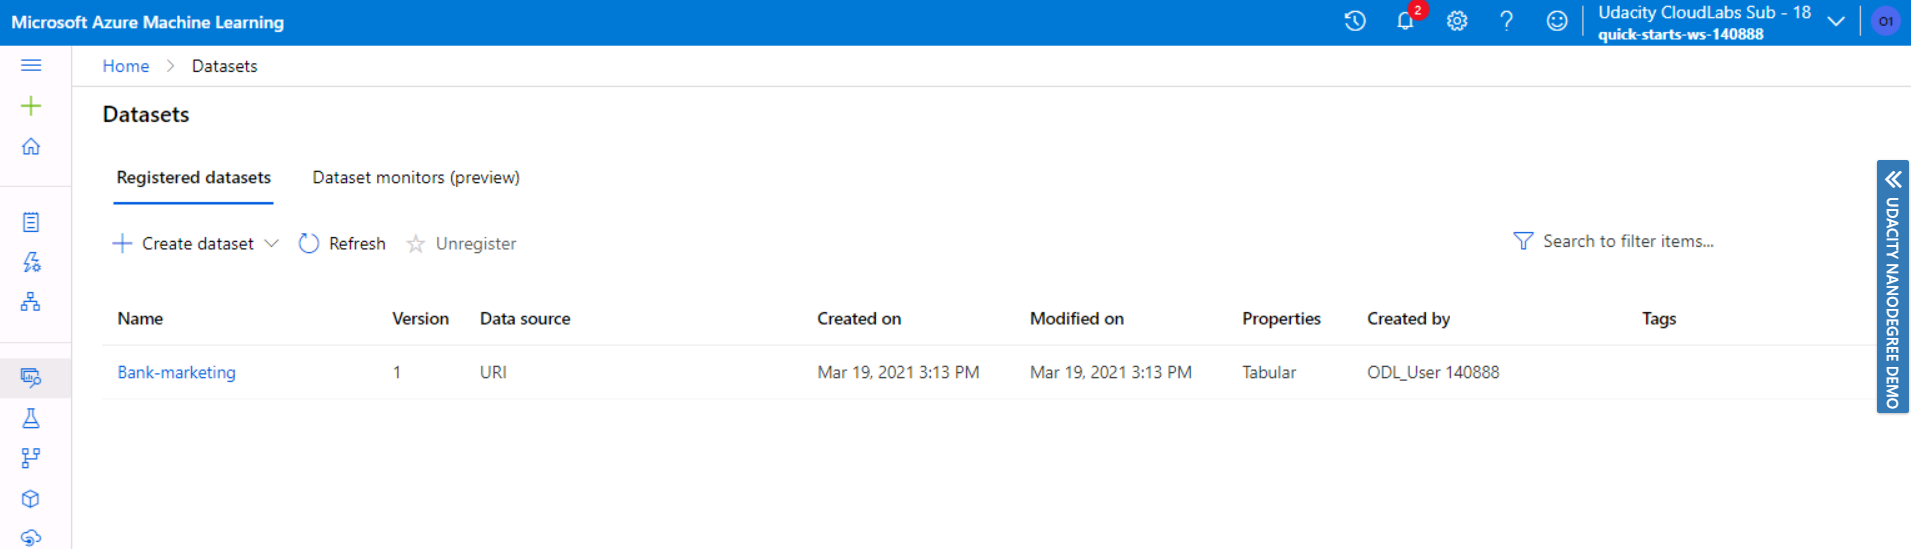 Microsoft Azure Machine Learning
2
Udacity CloudLabs Sub - 18
quick-starts-ws-140888
O1
Home > Datasets
Datasets
Registered datasets Dataset monitors (preview)
Create dataset Refresh Unregister
Search to filter items...
Name Version Data source Created on Modified on Properties Created by Tags
Bank-marketing 1 URI Mar 19, 2021 3:13 PM Mar 19, 2021 3:13 PM Tabular ODL_User 140888
UDACITY NANODEGREE DEMO